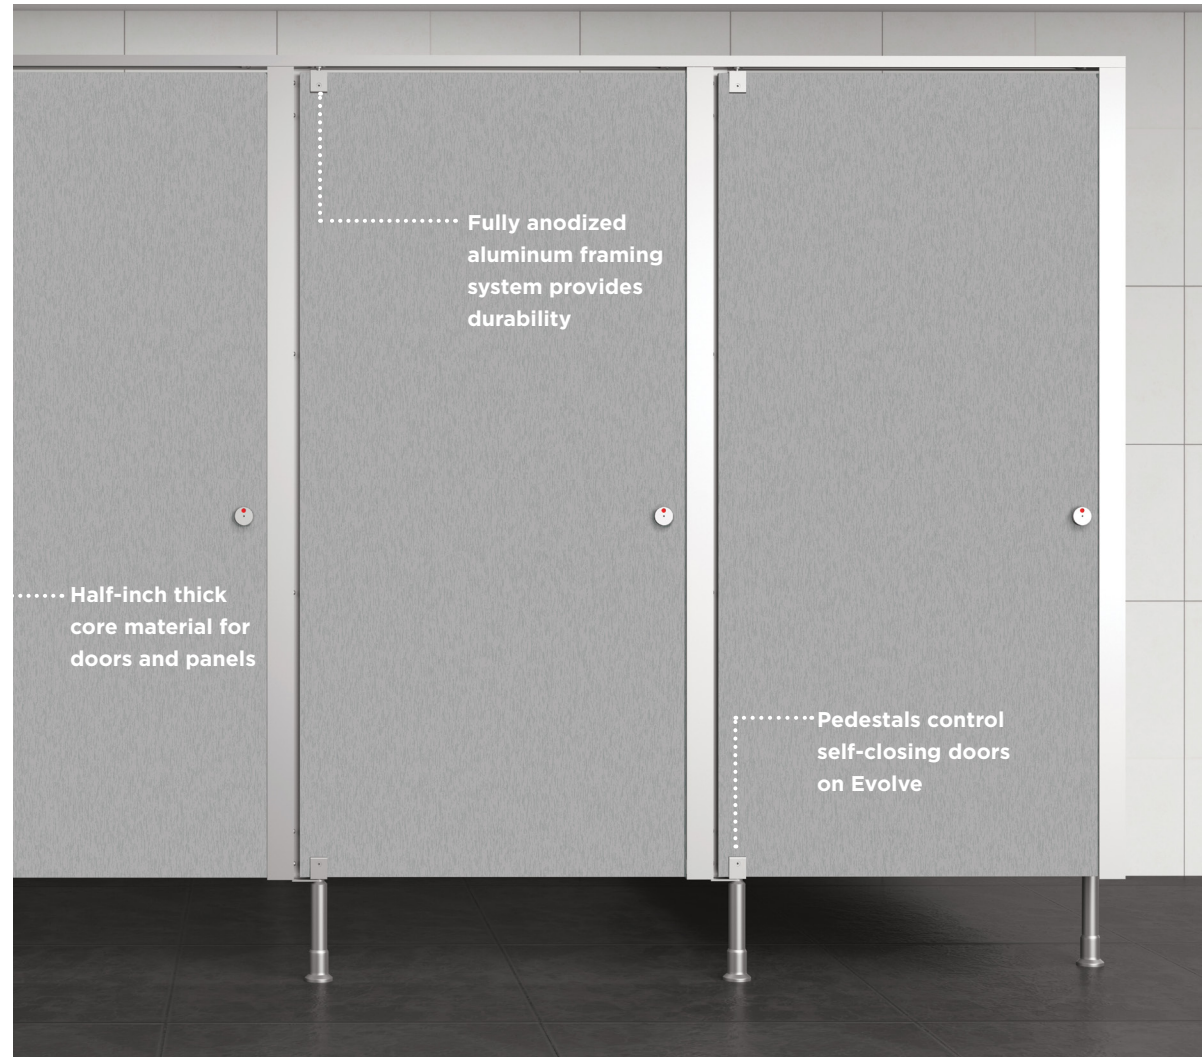 Fully anodized
aluminum framing
system provides
durability
Half-inch thick
core material for
doors and panels
Pedestals control
self-closing doors
on Evolve